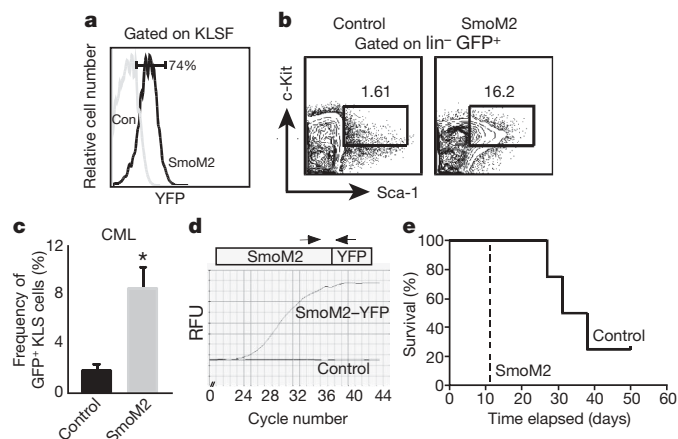 a
Gated on KLSF
Relative cell number
74%
Con
SmoM2
YFP
b
Control SmoM2
Gated on lin⁻ GFP⁺
c-Kit
1.61
16.2
Sca-1
c
CML
Frequency of
GFP⁺ KLS cells (%)
12
8
4
0
*
Control
SmoM2
d
SmoM2 YFP
RFU
SmoM2–YFP
Control
0 24 28 32 36 40 44
Cycle number
e
Survival (%)
100
80
60
40
20
0
Control
SmoM2
0 10 20 30 40 50 60
Time elapsed (days)